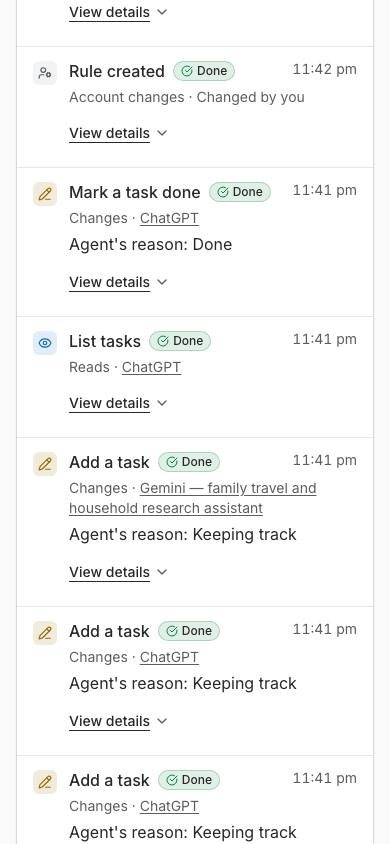 View details
Rule created Done 11:42 pm
Account changes · Changed by you
View details
Mark a task done Done 11:41 pm
Changes · ChatGPT
Agent's reason: Done
View details
List tasks Done 11:41 pm
Reads · ChatGPT
View details
Add a task Done 11:41 pm
Changes · Gemini — family travel and
household research assistant
Agent's reason: Keeping track
View details
Add a task Done 11:41 pm
Changes · ChatGPT
Agent's reason: Keeping track
View details
Add a task Done 11:41 pm
Changes · ChatGPT
Agent's reason: Keeping track